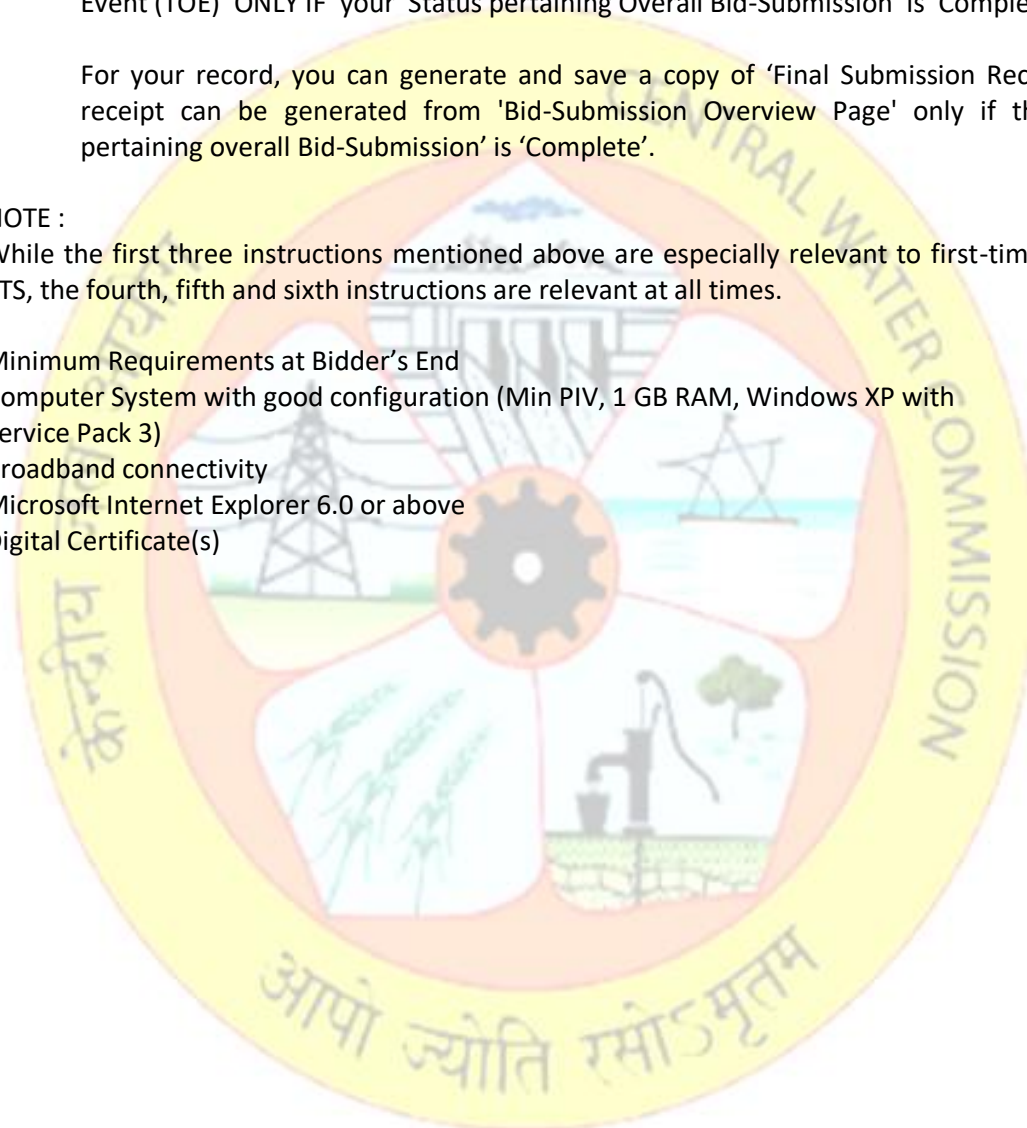 Event (TOE) ONLY IF your Status pertaining Overall Bid-Submission is Comple
For your record, you can generate and save a copy of ‘Final Submission Rec
receipt can be generated from 'Bid-Submission Overview Page' only if th
pertaining overall Bid-Submission’ is ‘Complete’.
OTE :
While the first three instructions mentioned above are especially relevant to first-tim
TS, the fourth, fifth and sixth instructions are relevant at all times.
Minimum Requirements at Bidder’s End
omputer System with good configuration (Min PIV, 1 GB RAM, Windows XP with
ervice Pack 3)
roadband connectivity
Microsoft Internet Explorer 6.0 or above
igital Certificate(s)
केन्द्रीय जल आयोग
CENTRAL WATER COMMISSION
आपो ज्योति रसोऽमृतम